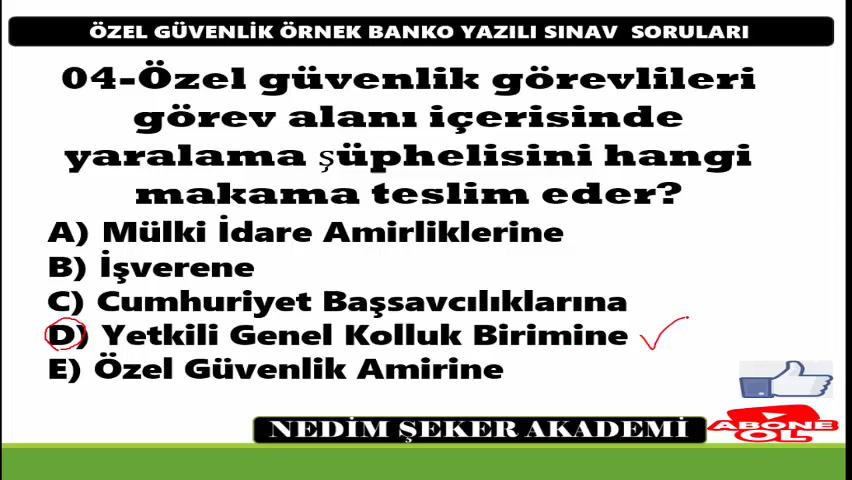 ÖZEL GÜVENLİK ÖRNEK BANKO YAZILI SINAV SORULARI
04-Özel güvenlik görevlileri
görev alanı içerisinde
yaralama şüphelisini hangi
makama teslim eder?
A) Mülki İdare Amirliklerine
B) İşverene
C) Cumhuriyet Başsavcılıklarına
D) Yetkili Genel Kolluk Birimine
E) Özel Güvenlik Amirine
NEDİM ŞEKER AKADEMİ
ABONE
OL